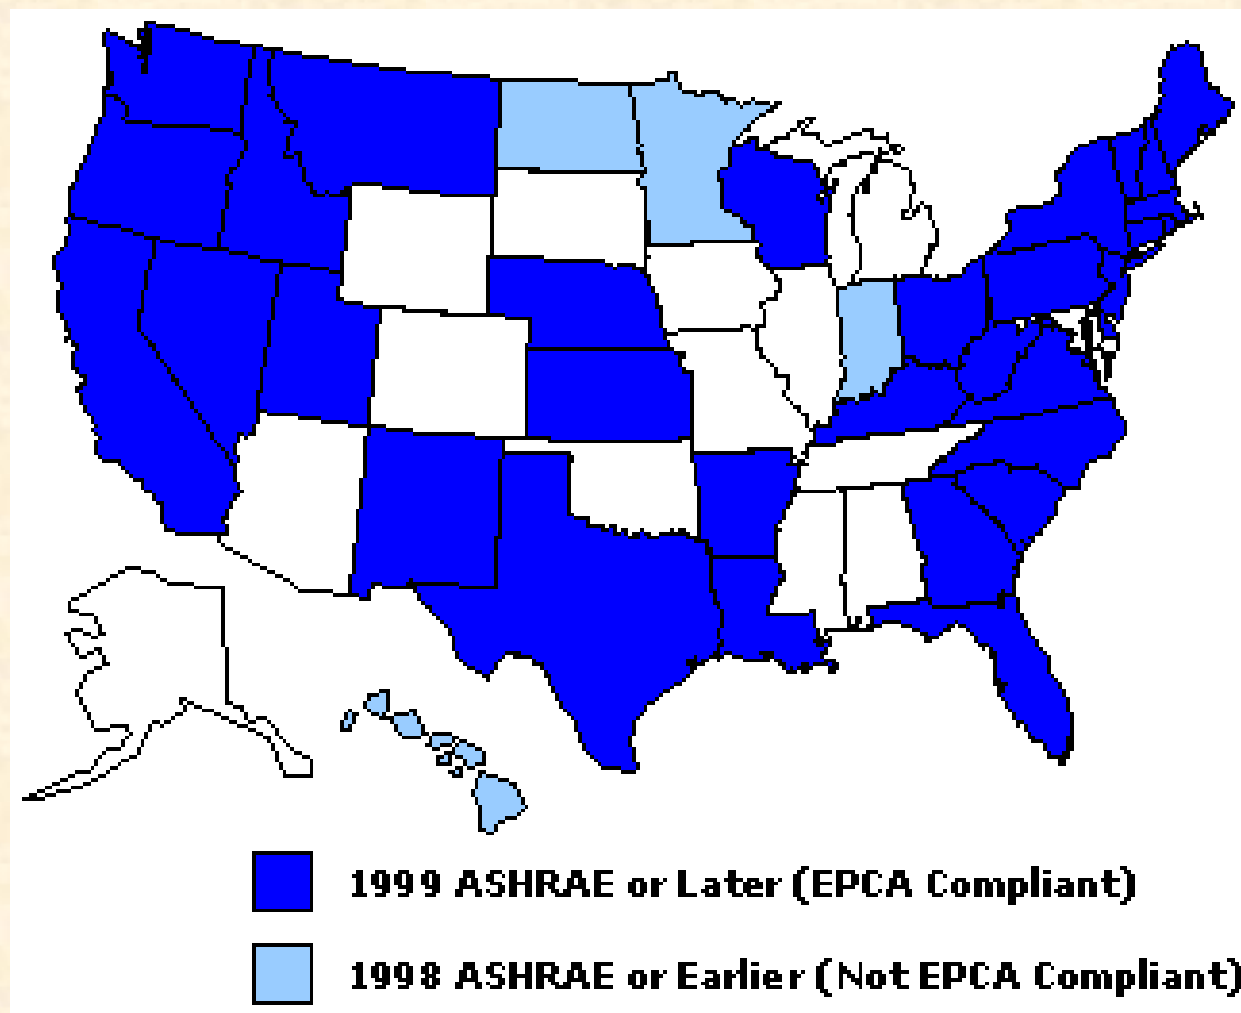 1999 ASHRAE or Later (EPCA Compliant)
1998 ASHRAE or Earlier (Not EPCA Compliant)